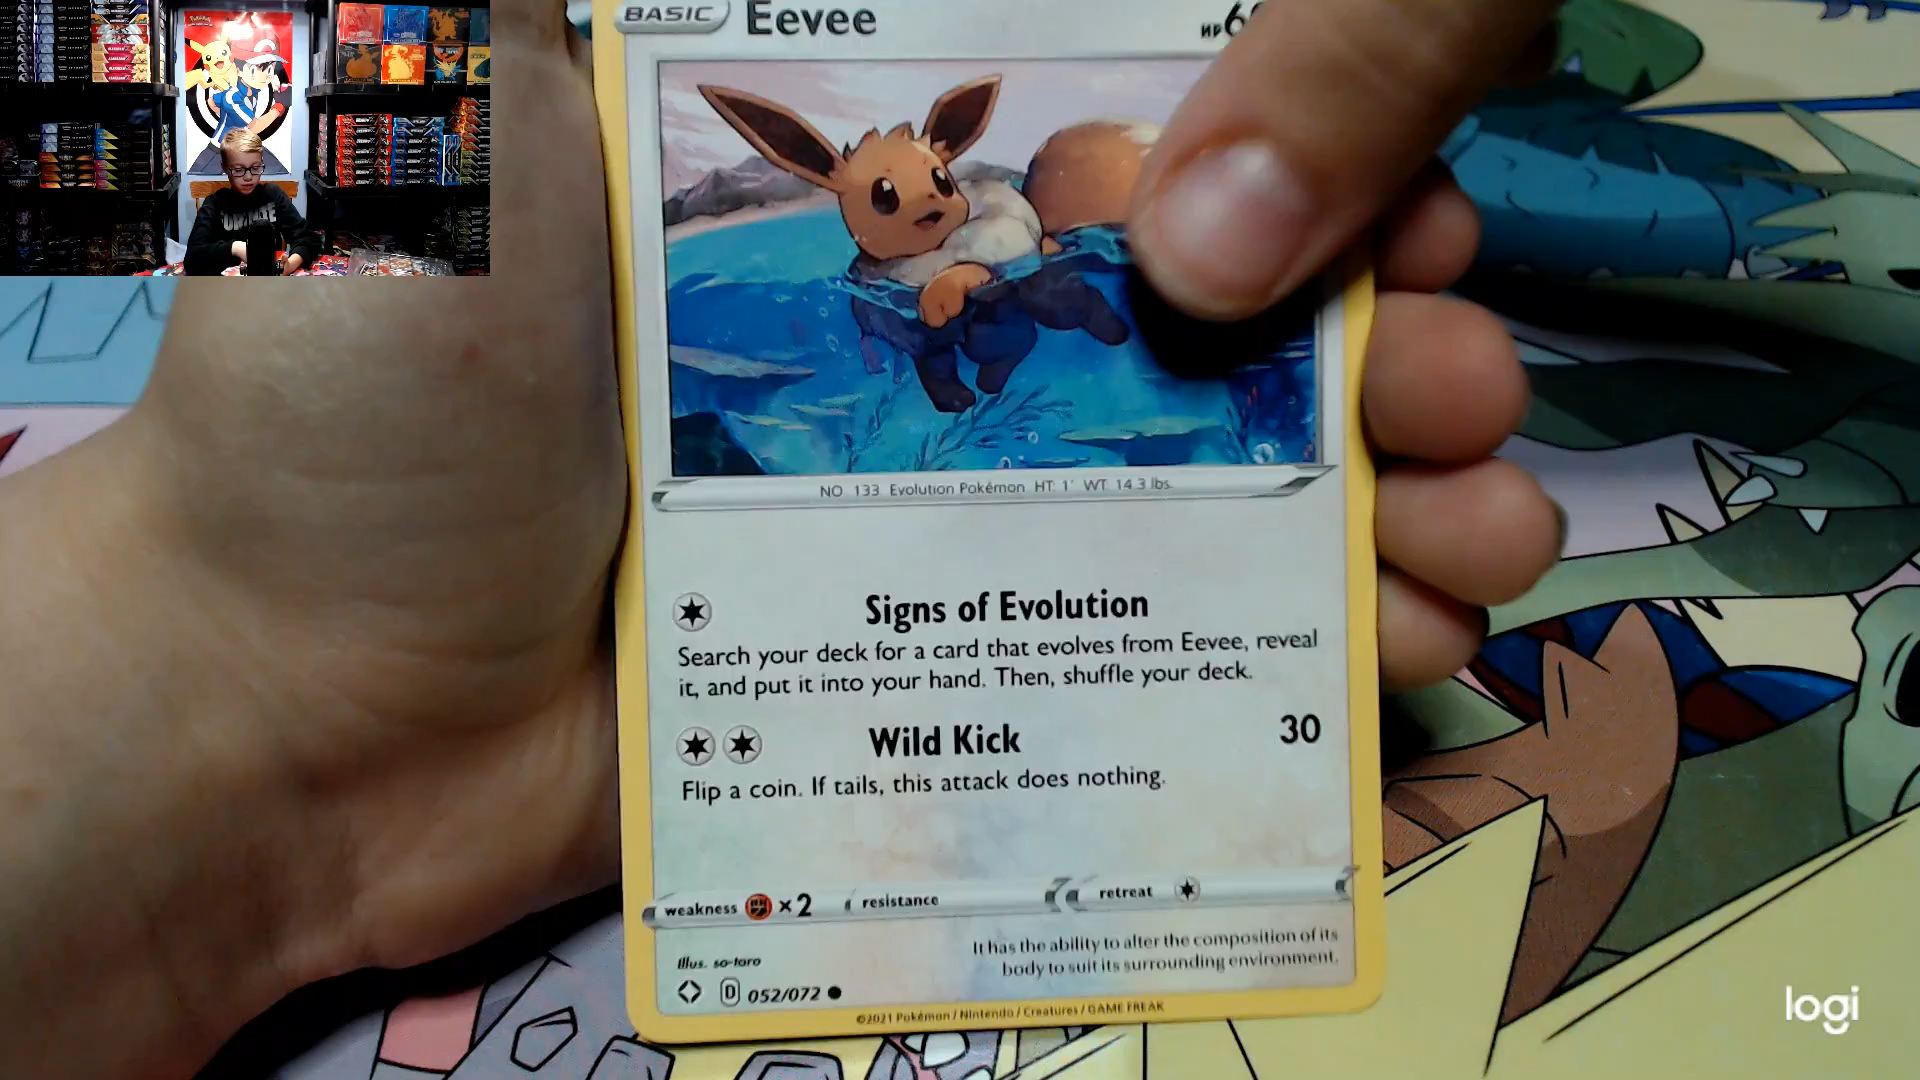 BASIC Eevee HP 6
NO 133 Evolution Pokémon HT: 1' WT: 14.3 lbs.
Signs of Evolution
Search your deck for a card that evolves from Eevee, reveal
it, and put it into your hand. Then, shuffle your deck.
Wild Kick 30
Flip a coin. If tails, this attack does nothing.
weakness ×2 resistance retreat
It has the ability to alter the composition of its
body to suit its surrounding environment.
Illus. so-taro
D 052/072
©2021 Pokémon / Nintendo / Creatures / GAME FREAK
logi